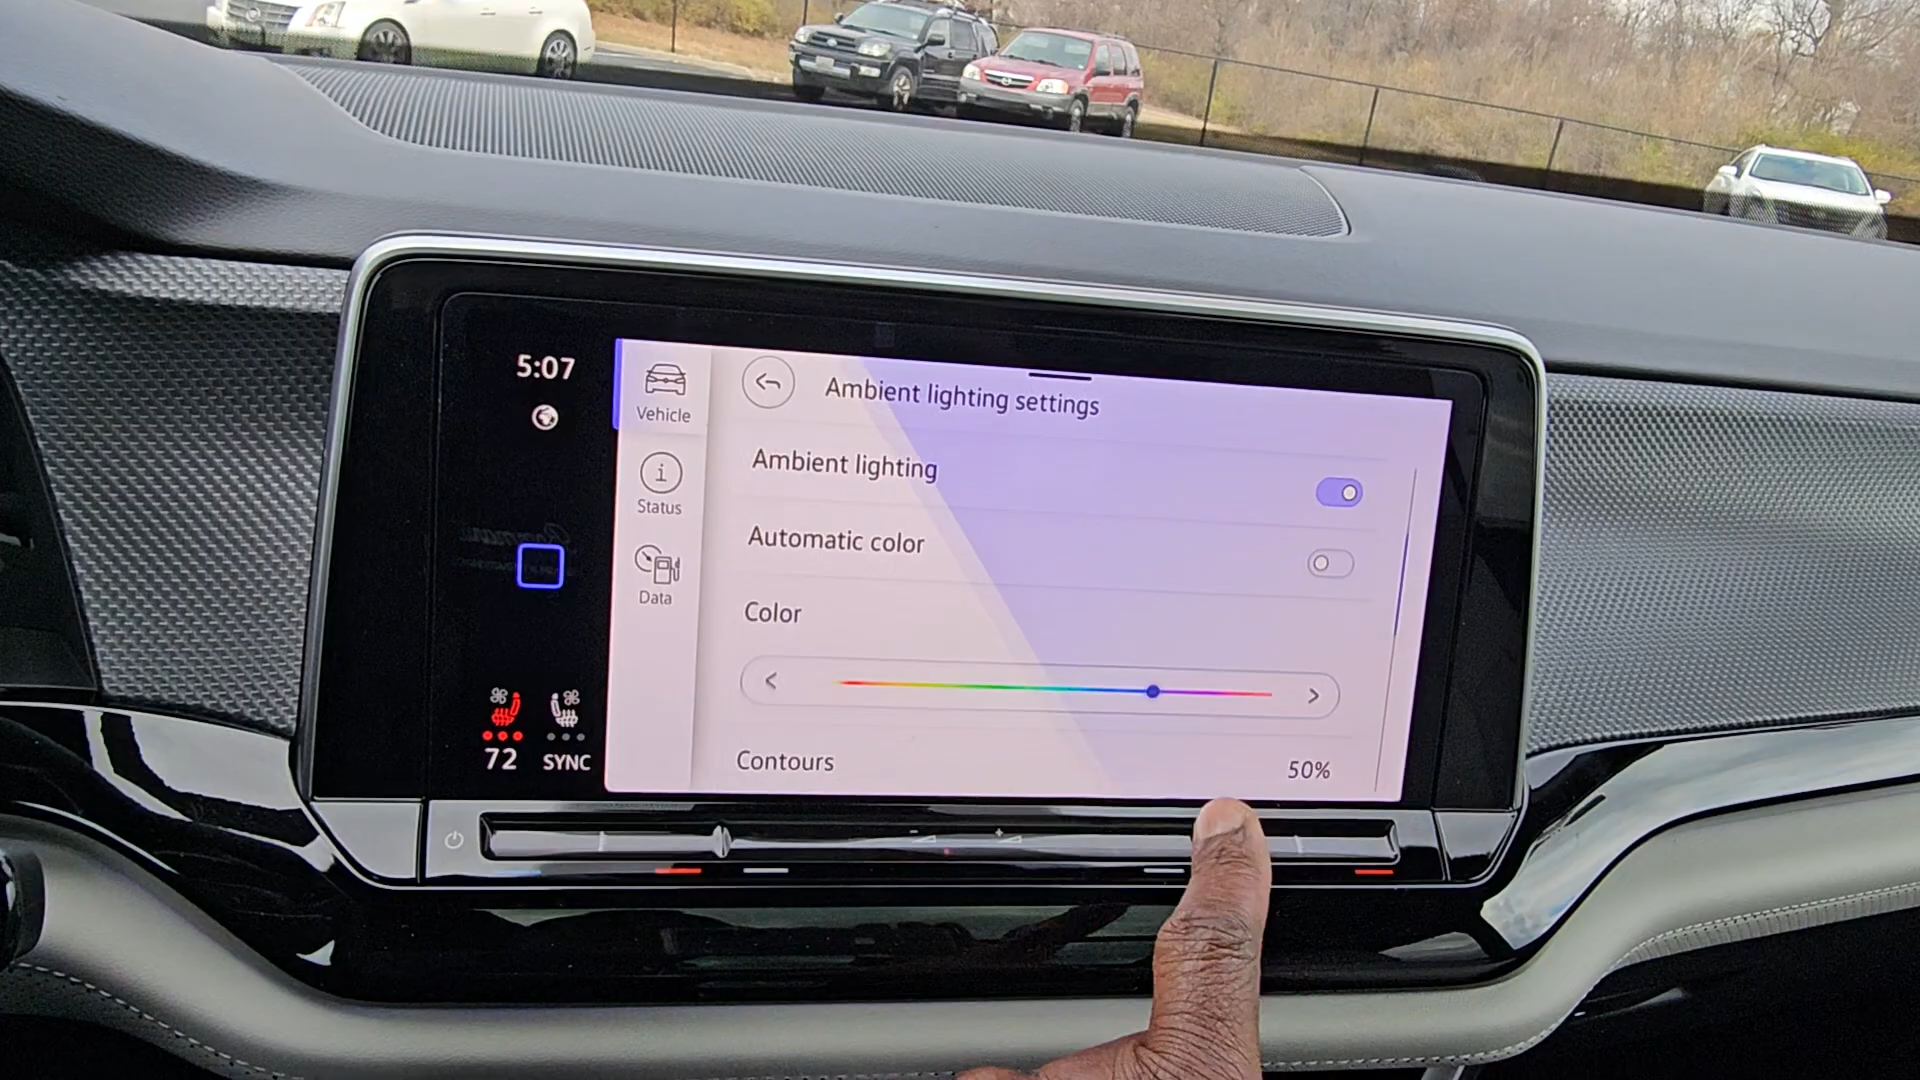 5:07
Vehicle
Ambient lighting settings
Ambient lighting
Status
Automatic color
Data
Color
Contours
50%
72
SYNC